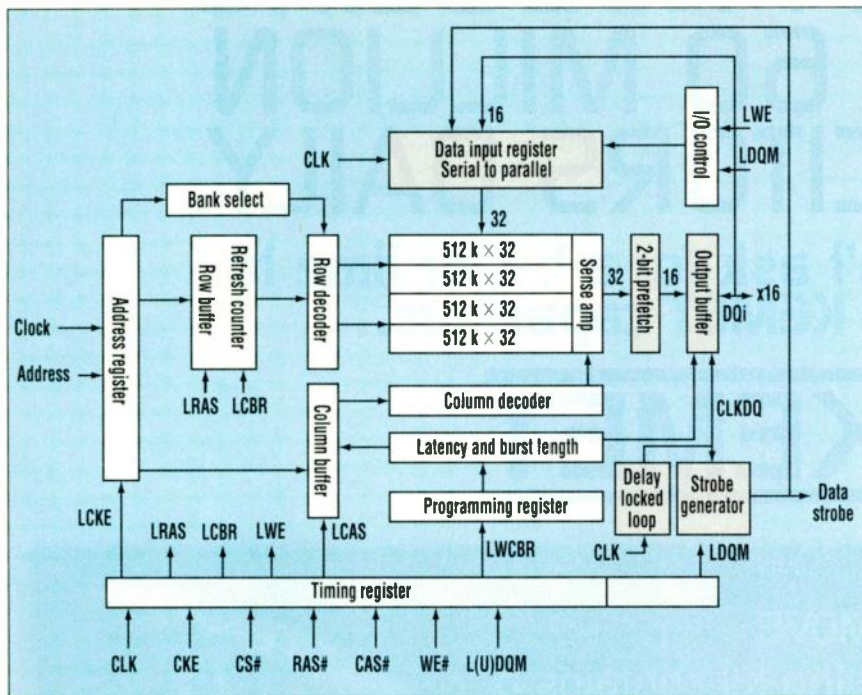 16
LWE
I/O control
CLK
Data input register
Serial to parallel
LDQM
Bank select
32
512 k × 32
512 k × 32
512 k × 32
512 k × 32
Sense amp
32
2-bit prefetch
16
Output buffer
x16
DQi
Address register
Row buffer
Refresh counter
Row decoder
Clock
Address
LRAS
LCBR
Column buffer
Column decoder
CLKDQ
Latency and burst length
Programming register
Delay
locked
loop
Strobe
generator
Data
strobe
LCKE
LRAS
LCBR
LWE
LCAS
LWCBR
CLK
LDQM
Timing register
CLK
CKE
CS#
RAS#
CAS#
WE#
L(U)DQM